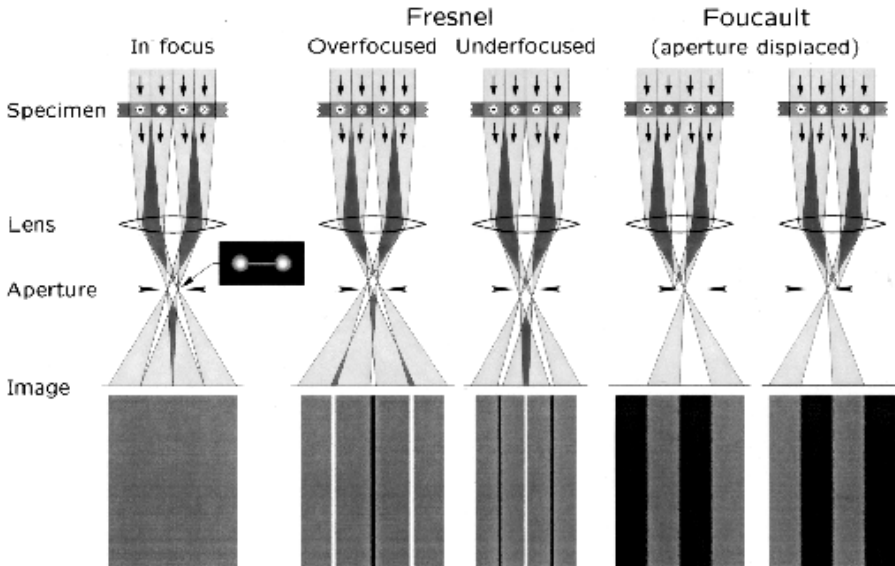 Fresnel Foucault
In focus Overfocused Underfocused (aperture displaced)
Specimen
Lens
Aperture
Image